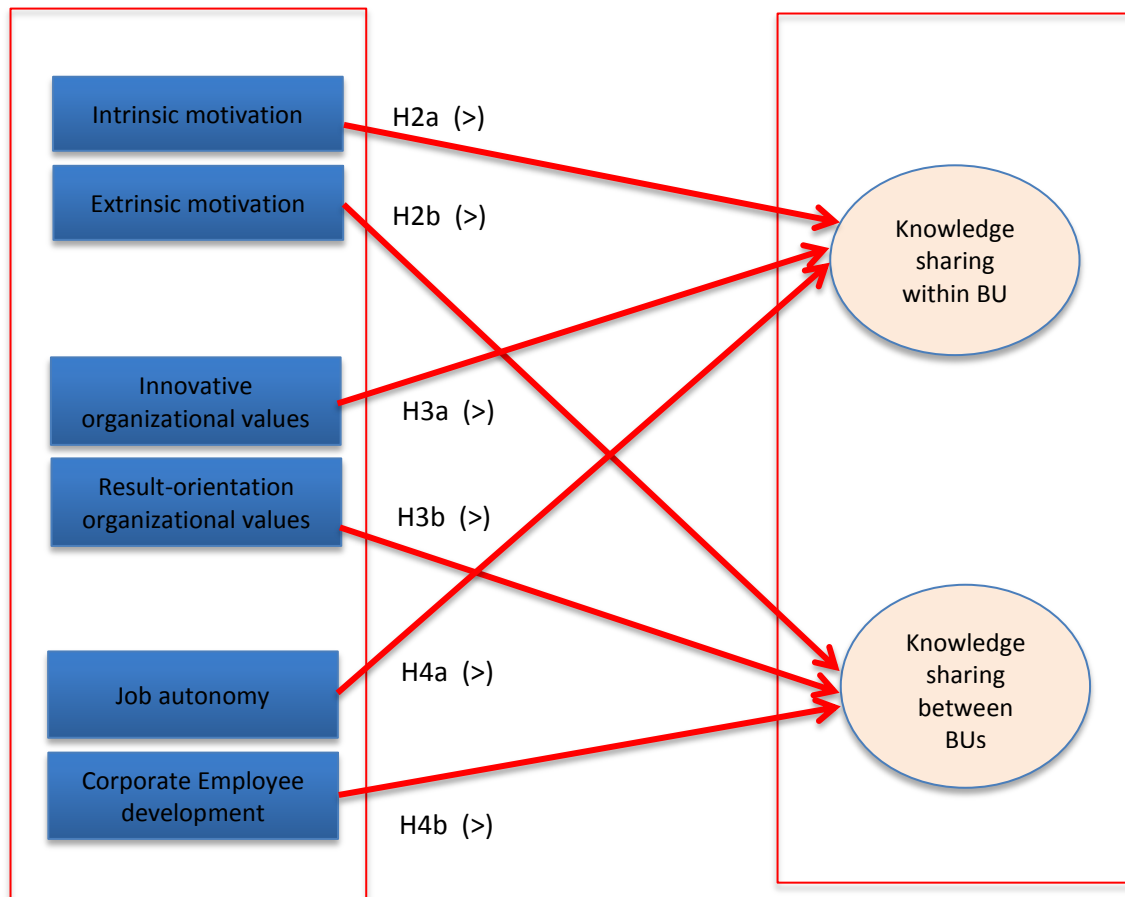 Intrinsic motivation
H2a (>)
Extrinsic motivation
H2b (>)
Knowledge
sharing
within BU
Innovative
organizational values
H3a (>)
Result-orientation
organizational values
H3b (>)
Job autonomy
H4a (>)
Knowledge
sharing
between
BUs
Corporate Employee
development
H4b (>)